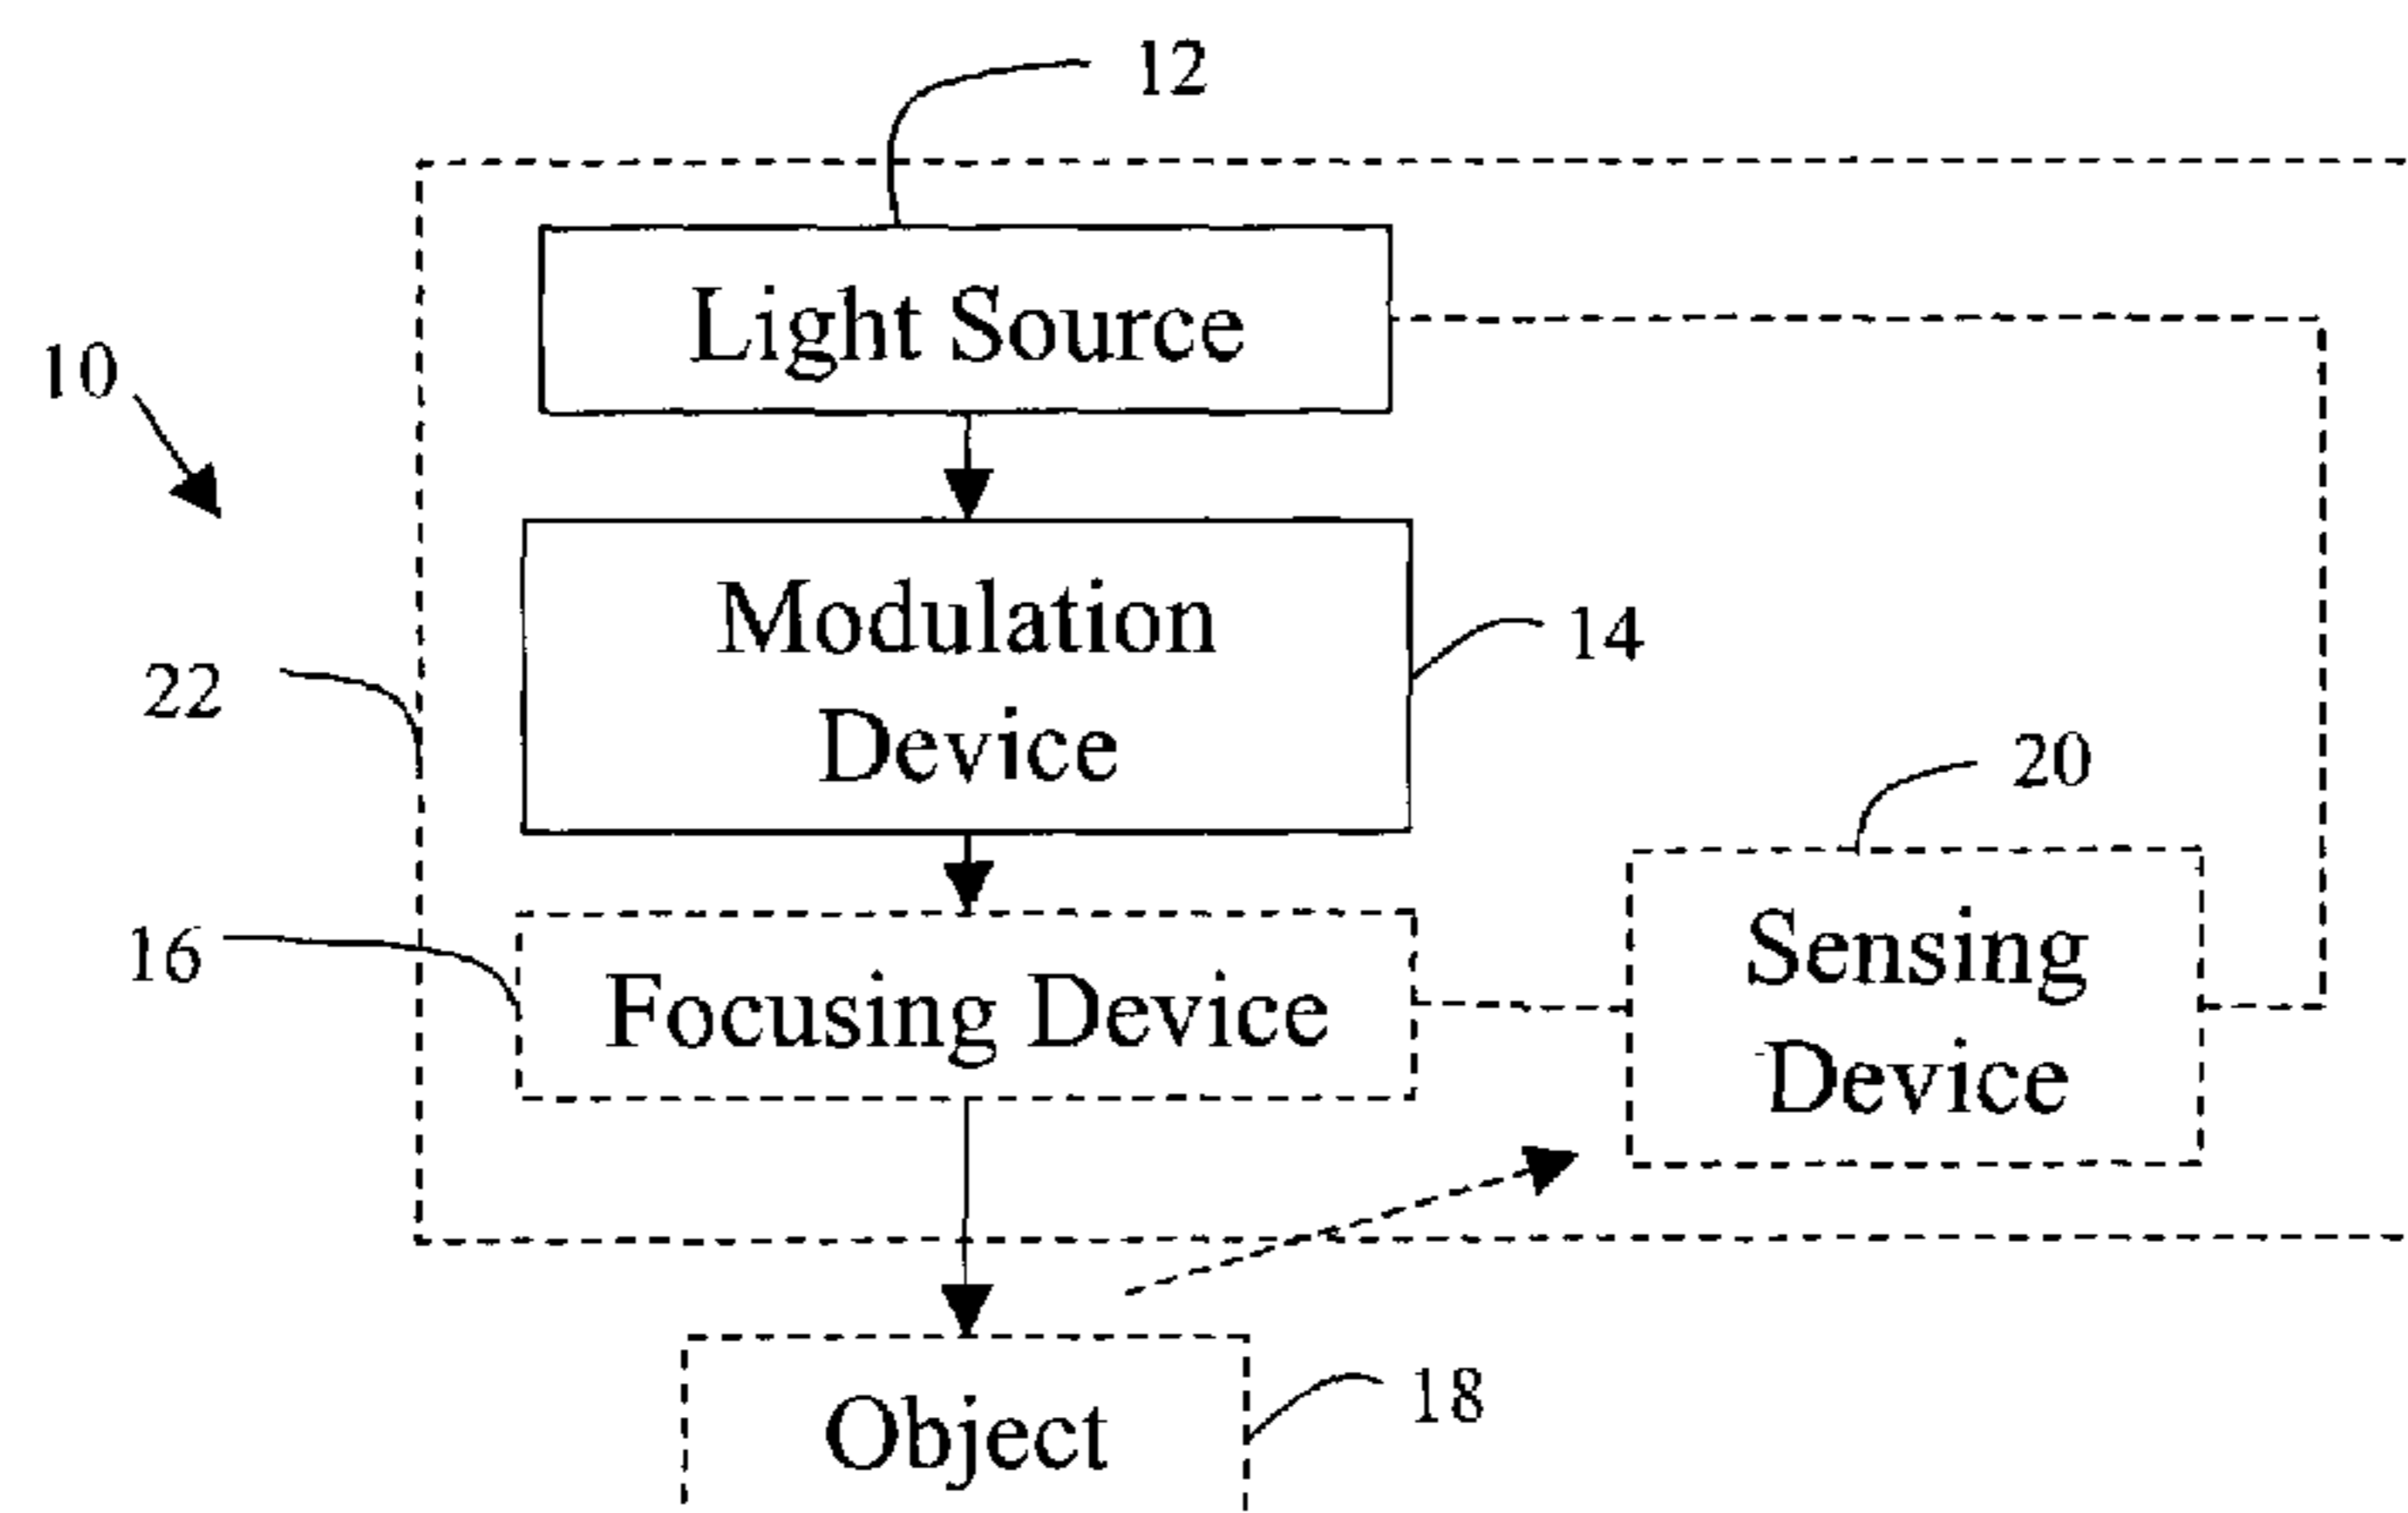 12
Light Source
10
Modulation
Device
14
22
20
16
Focusing Device
Sensing
Device
Object
18